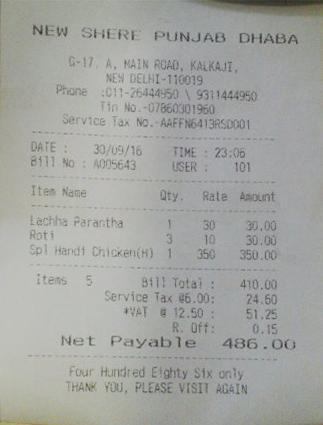 NEW SHERE PUNJAB DHABA
G-17, A, MAIN ROAD, KALKAJI,
NEW DELHI-110019
Phone :011-26444950 \ 9311444950
Tin No.-07860301960
Service Tax No.-AAFFN6413RSD001
DATE : 30/09/16 TIME : 23:06
Bill No : A005643 USER : 101
Item Name Qty. Rate Amount
Lachha Parantha 1 30 30.00
Roti 3 10 30.00
Spl Handi Chicken(H) 1 350 350.00
Items 5 Bill Total : 410.00
Service Tax @6.00: 24.60
*VAT @ 12.50 : 51.25
R. Off: 0.15
Net Payable 486.00
Four Hundred Eighty Six only
THANK YOU, PLEASE VISIT AGAIN